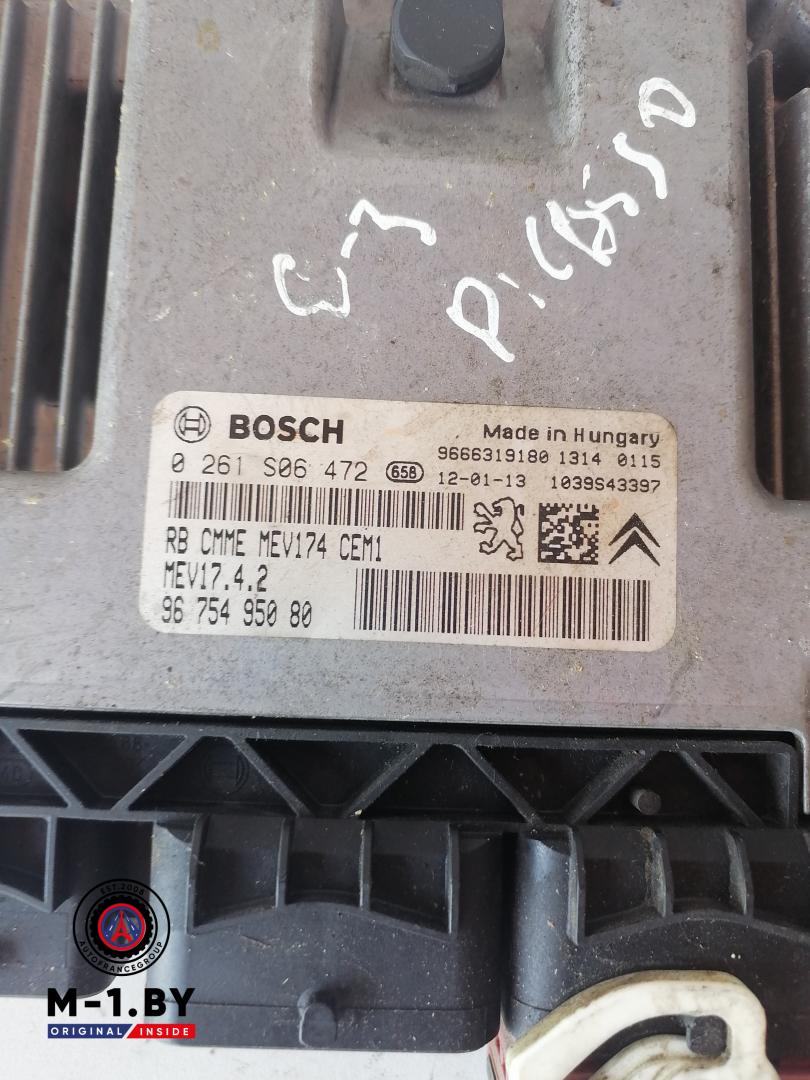 C-3
PICASSO
BOSCH
Made in Hungary
9666319180 1314 0115
0 261 S06 472 658 12-01-13 1039S43397
RB CMME MEV174 CEM1
MEV17.4.2
96 754 950 80
EST.2008
AUTOFRANCEGROUP
M-1.BY
ORIGINAL INSIDE